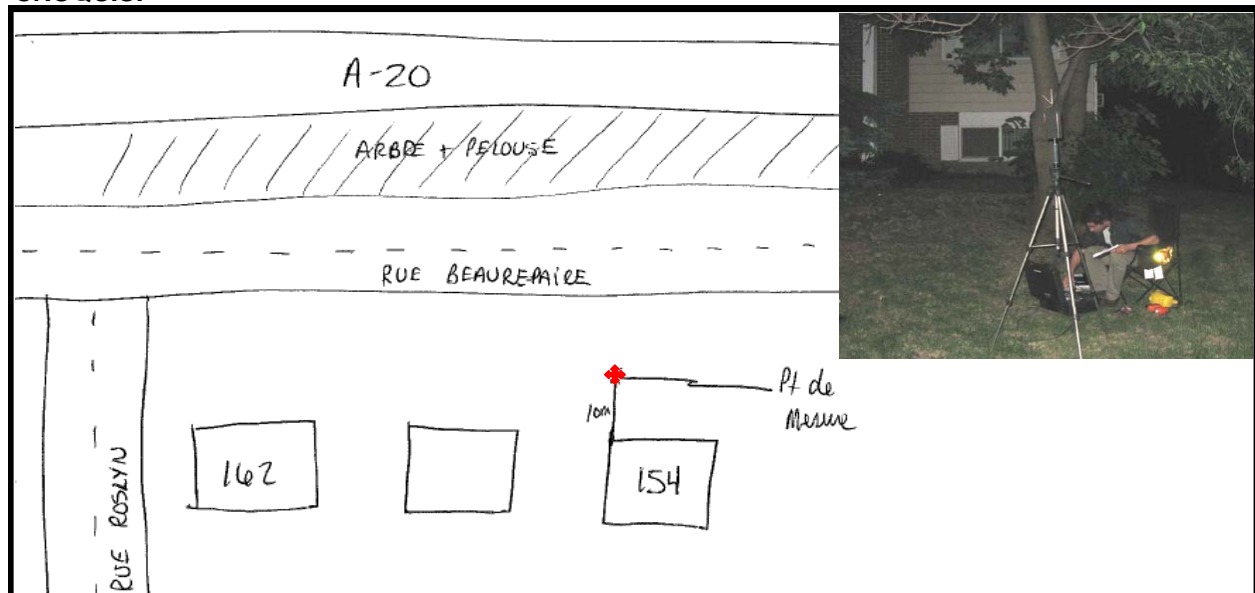 A-20
ARBRE + PELOUSE
RUE BEAUREPAIRE
Pt de
Mesure
10m
162
154
RUE ROSLYN